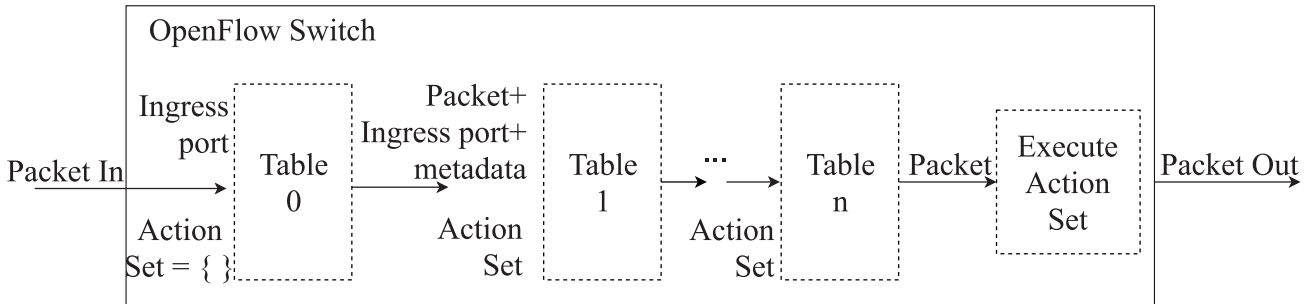 OpenFlow Switch
Packet In
Ingress
port
Action
Set = { }
Table
0
Packet+
Ingress port+
metadata
Action
Set
Table
1
...
Action
Set
Table
n
Packet
Execute
Action
Set
Packet Out